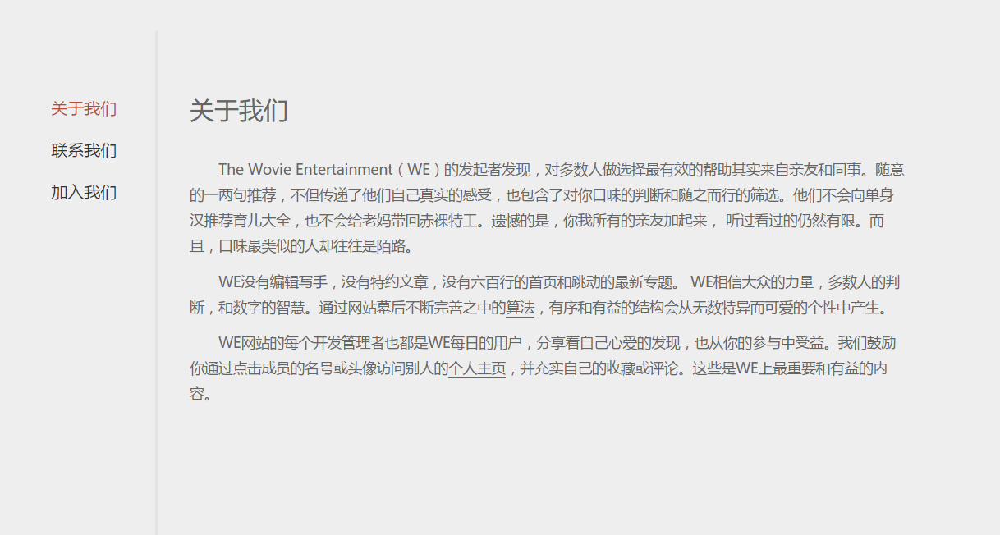 关于我们
联系我们
加入我们
关于我们
The Wovie Entertainment（WE）的发起者发现，对多数人做选择最有效的帮助其实来自亲友和同事。随意
的一两句推荐，不但传递了他们自己真实的感受，也包含了对你口味的判断和随之而行的筛选。他们不会向单身
汉推荐育儿大全，也不会给老妈带回赤裸特工。遗憾的是，你我所有的亲友加起来， 听过看过的仍然有限。而
且，口味最类似的人却往往是陌路。
WE没有编辑写手，没有特约文章，没有六百行的首页和跳动的最新专题。 WE相信大众的力量，多数人的判
断，和数字的智慧。通过网站幕后不断完善之中的算法，有序和有益的结构会从无数特异而可爱的个性中产生。
WE网站的每个开发管理者也都是WE每日的用户，分享着自己心爱的发现，也从你的参与中受益。我们鼓励
你通过点击成员的名号或头像访问别人的个人主页，并充实自己的收藏或评论。这些是WE上最重要和有益的内
容。